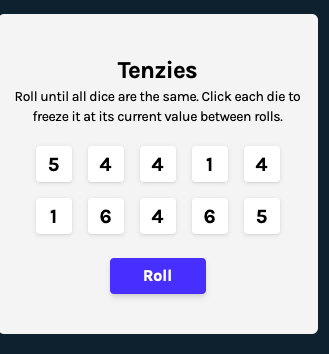 Tenzies
Roll until all dice are the same. Click each die to
freeze it at its current value between rolls.
5 4 4 1 4
1 6 4 6 5
Roll